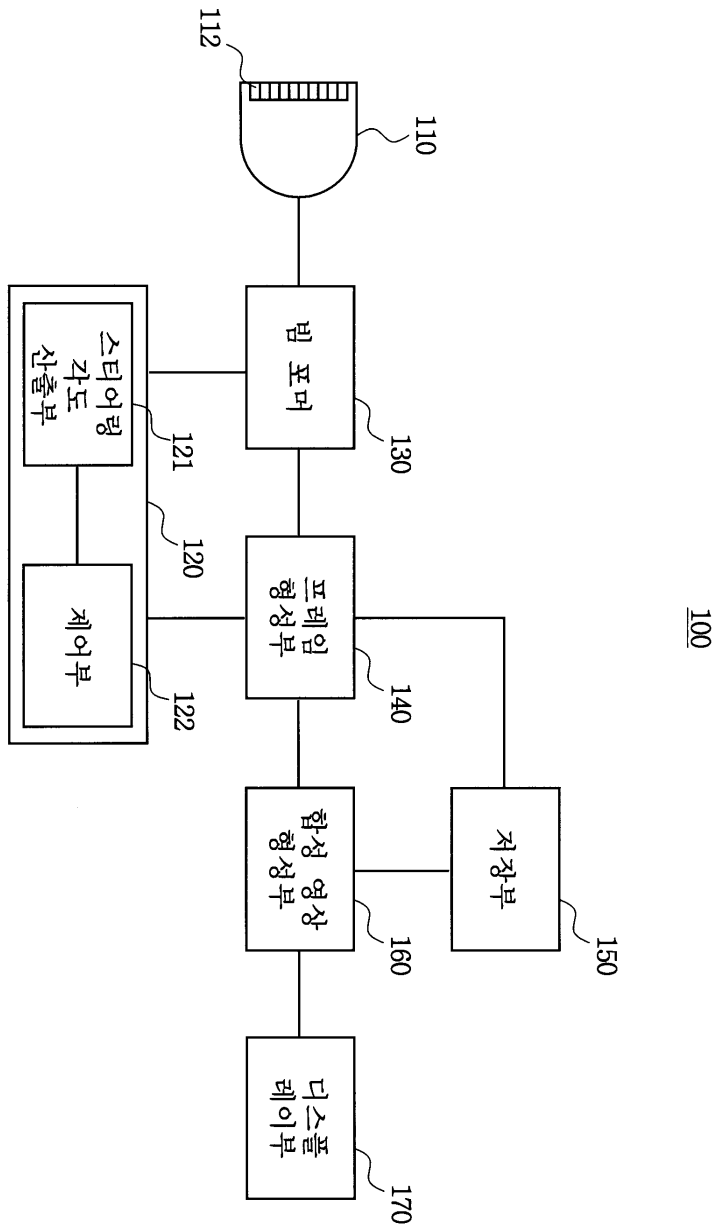 100
112
110
빔 포머
130
스티어링
각도
산출부
121
120
제어부
122
프레임
형성부
140
저장부
150
합성 영상
형성부
160
디스플
레이부
170